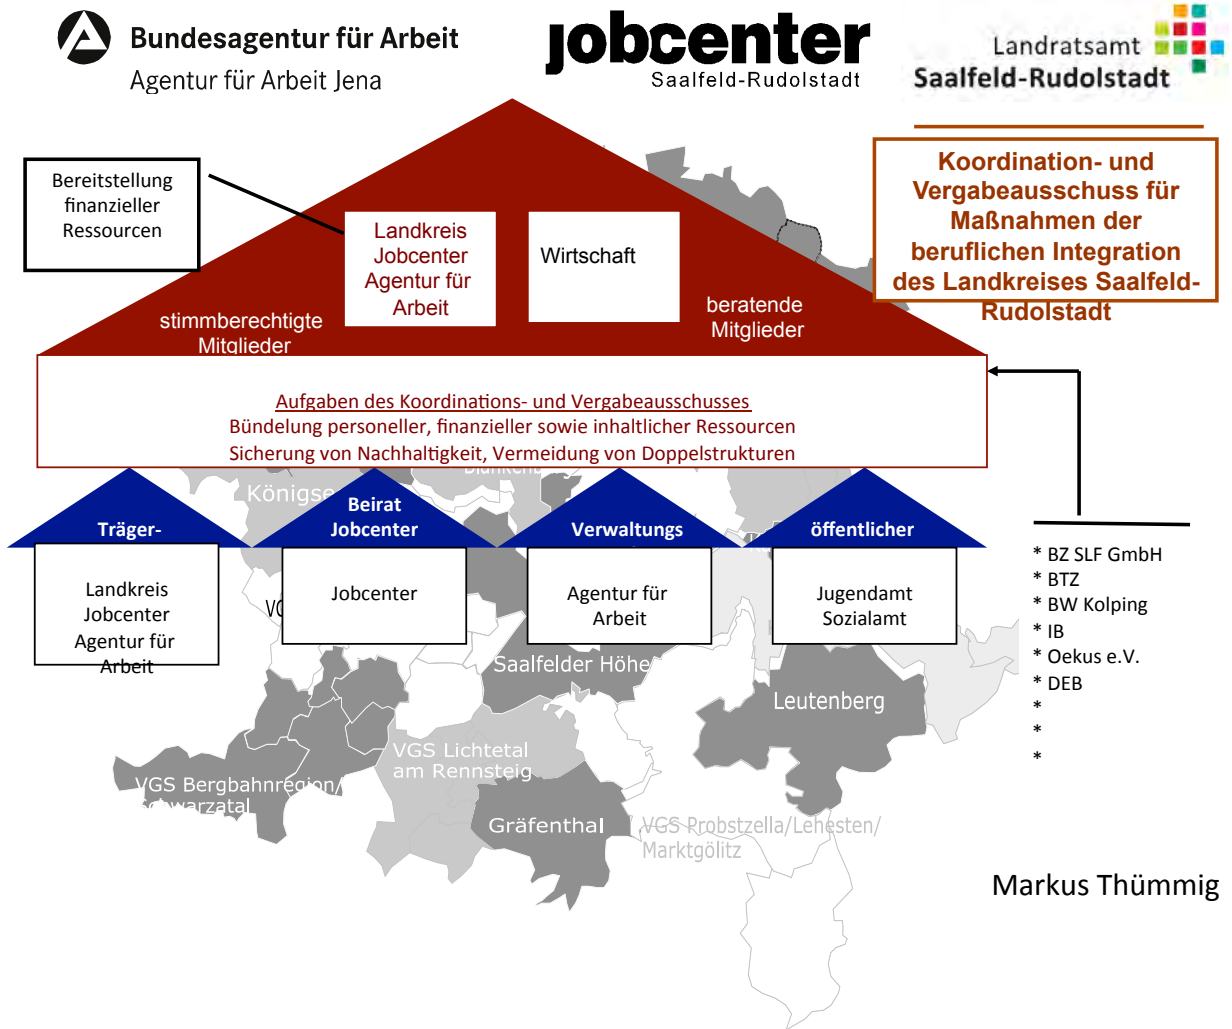 Bundesagentur für Arbeit
Agentur für Arbeit Jena
jobcenter
Saalfeld-Rudolstadt
Landratsamt
Saalfeld-Rudolstadt
Koordination- und
Vergabeausschuss für
Maßnahmen der
beruflichen Integration
des Landkreises Saalfeld-
Rudolstadt
Bereitstellung
finanzieller
Ressourcen
Landkreis
Jobcenter
Agentur für
Arbeit
Wirtschaft
stimmberechtigte
Mitglieder
beratende
Mitglieder
Aufgaben des Koordinations- und Vergabeausschusses
Bündelung personeller, finanzieller sowie inhaltlicher Ressourcen
Sicherung von Nachhaltigkeit, Vermeidung von Doppelstrukturen
Träger-
Landkreis
Jobcenter
Agentur für
Arbeit
Beirat
Jobcenter
Jobcenter
Verwaltungs
Agentur für
Arbeit
öffentlicher
Jugendamt
Sozialamt
* BZ SLF GmbH
* BTZ
* BW Kolping
* IB
* Oekus e.V.
* DEB
*
*
*
Saalfelder Höhe
Leutenberg
VGS Lichtetal
am Rennsteig
VGS Bergbahnregion/
Schwarzatal
Gräfenthal
VGS Probstzella/Lehesten/
Marktgölitz
Markus Thümmig